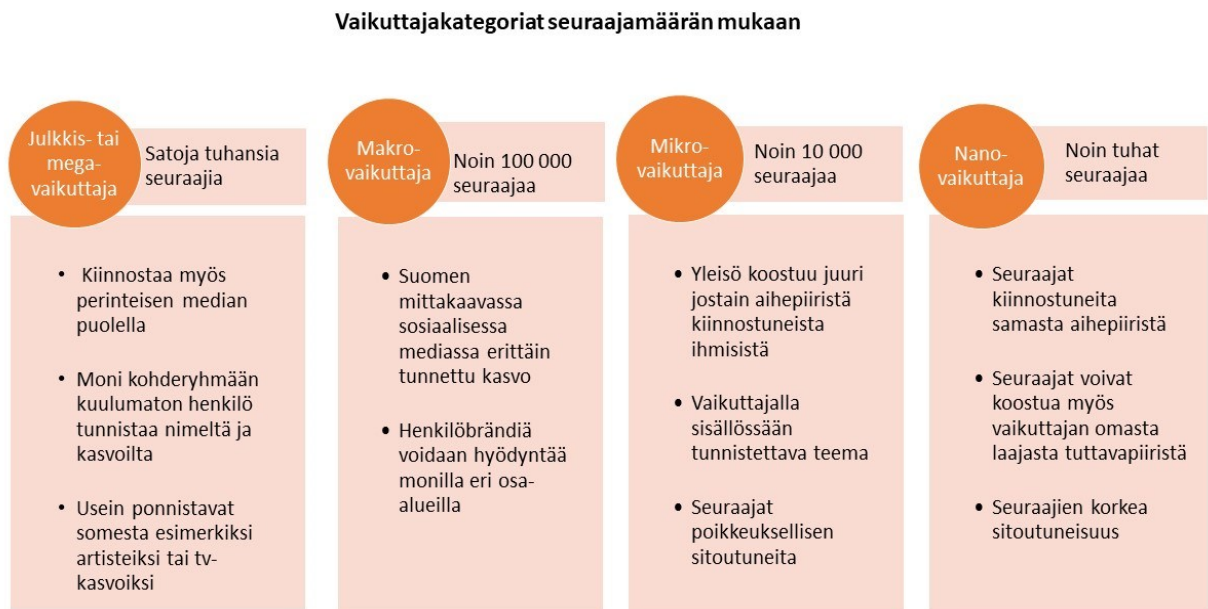 Vaikuttajakategoriat seuraajamäärän mukaan
Julkkis- tai
mega-
vaikuttaja
Satoja tuhansia
seuraajia
Kiinnostaa myös
perinteisen median
puolella
Moni kohderyhmään
kuulumaton henkilö
tunnistaa nimeltä ja
kasvoilta
Usein ponnistavat
somesta esimerkiksi
artisteiksi tai tv-
kasvoiksi
Makro-
vaikuttaja
Noin 100 000
seuraajaa
Suomen
mittakaavassa
sosiaalisessa
mediassa erittäin
tunnettu kasvo
Henkilöbrändiä
voidaan hyödyntää
monilla eri osa-
alueilla
Mikro-
vaikuttaja
Noin 10 000
seuraajaa
Yleisö koostuu juuri
jostain aihepiiristä
kiinnostuneista
ihmisistä
Vaikuttajalla
sisällössään
tunnistettava teema
Seuraajat
poikkeuksellisen
sitoutuneita
Nano-
vaikuttaja
Noin tuhat
seuraajaa
Seuraajat
kiinnostuneita
samasta aihepiiristä
Seuraajat voivat
koostua myös
vaikuttajan omasta
laajasta tuttavapiiristä
Seuraajien korkea
sitoutuneisuus